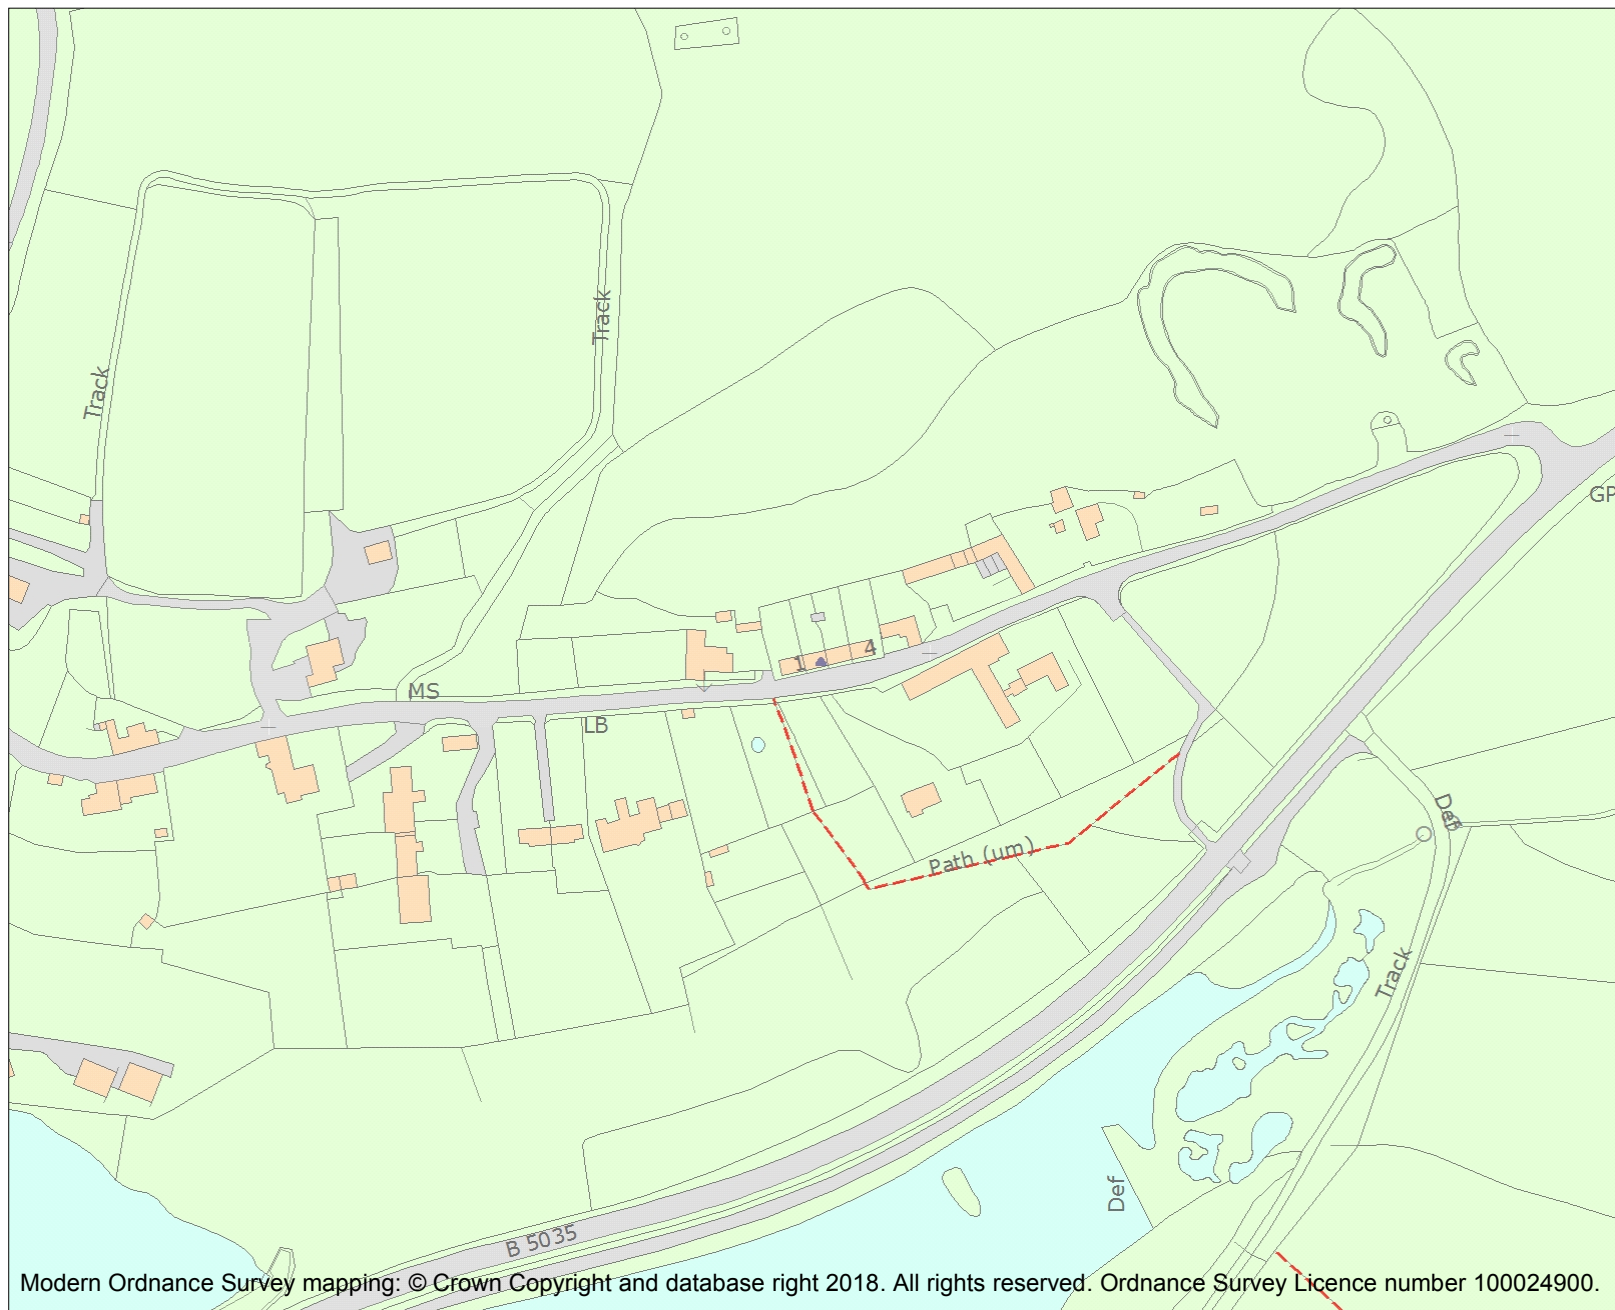 Track
Track
GP
1
4
MS
LB
Def
Path (um)
Track
Def
B 5035
Modern Ordnance Survey mapping: © Crown Copyright and database right 2018. All rights reserved. Ordnance Survey Licence number 100024900.